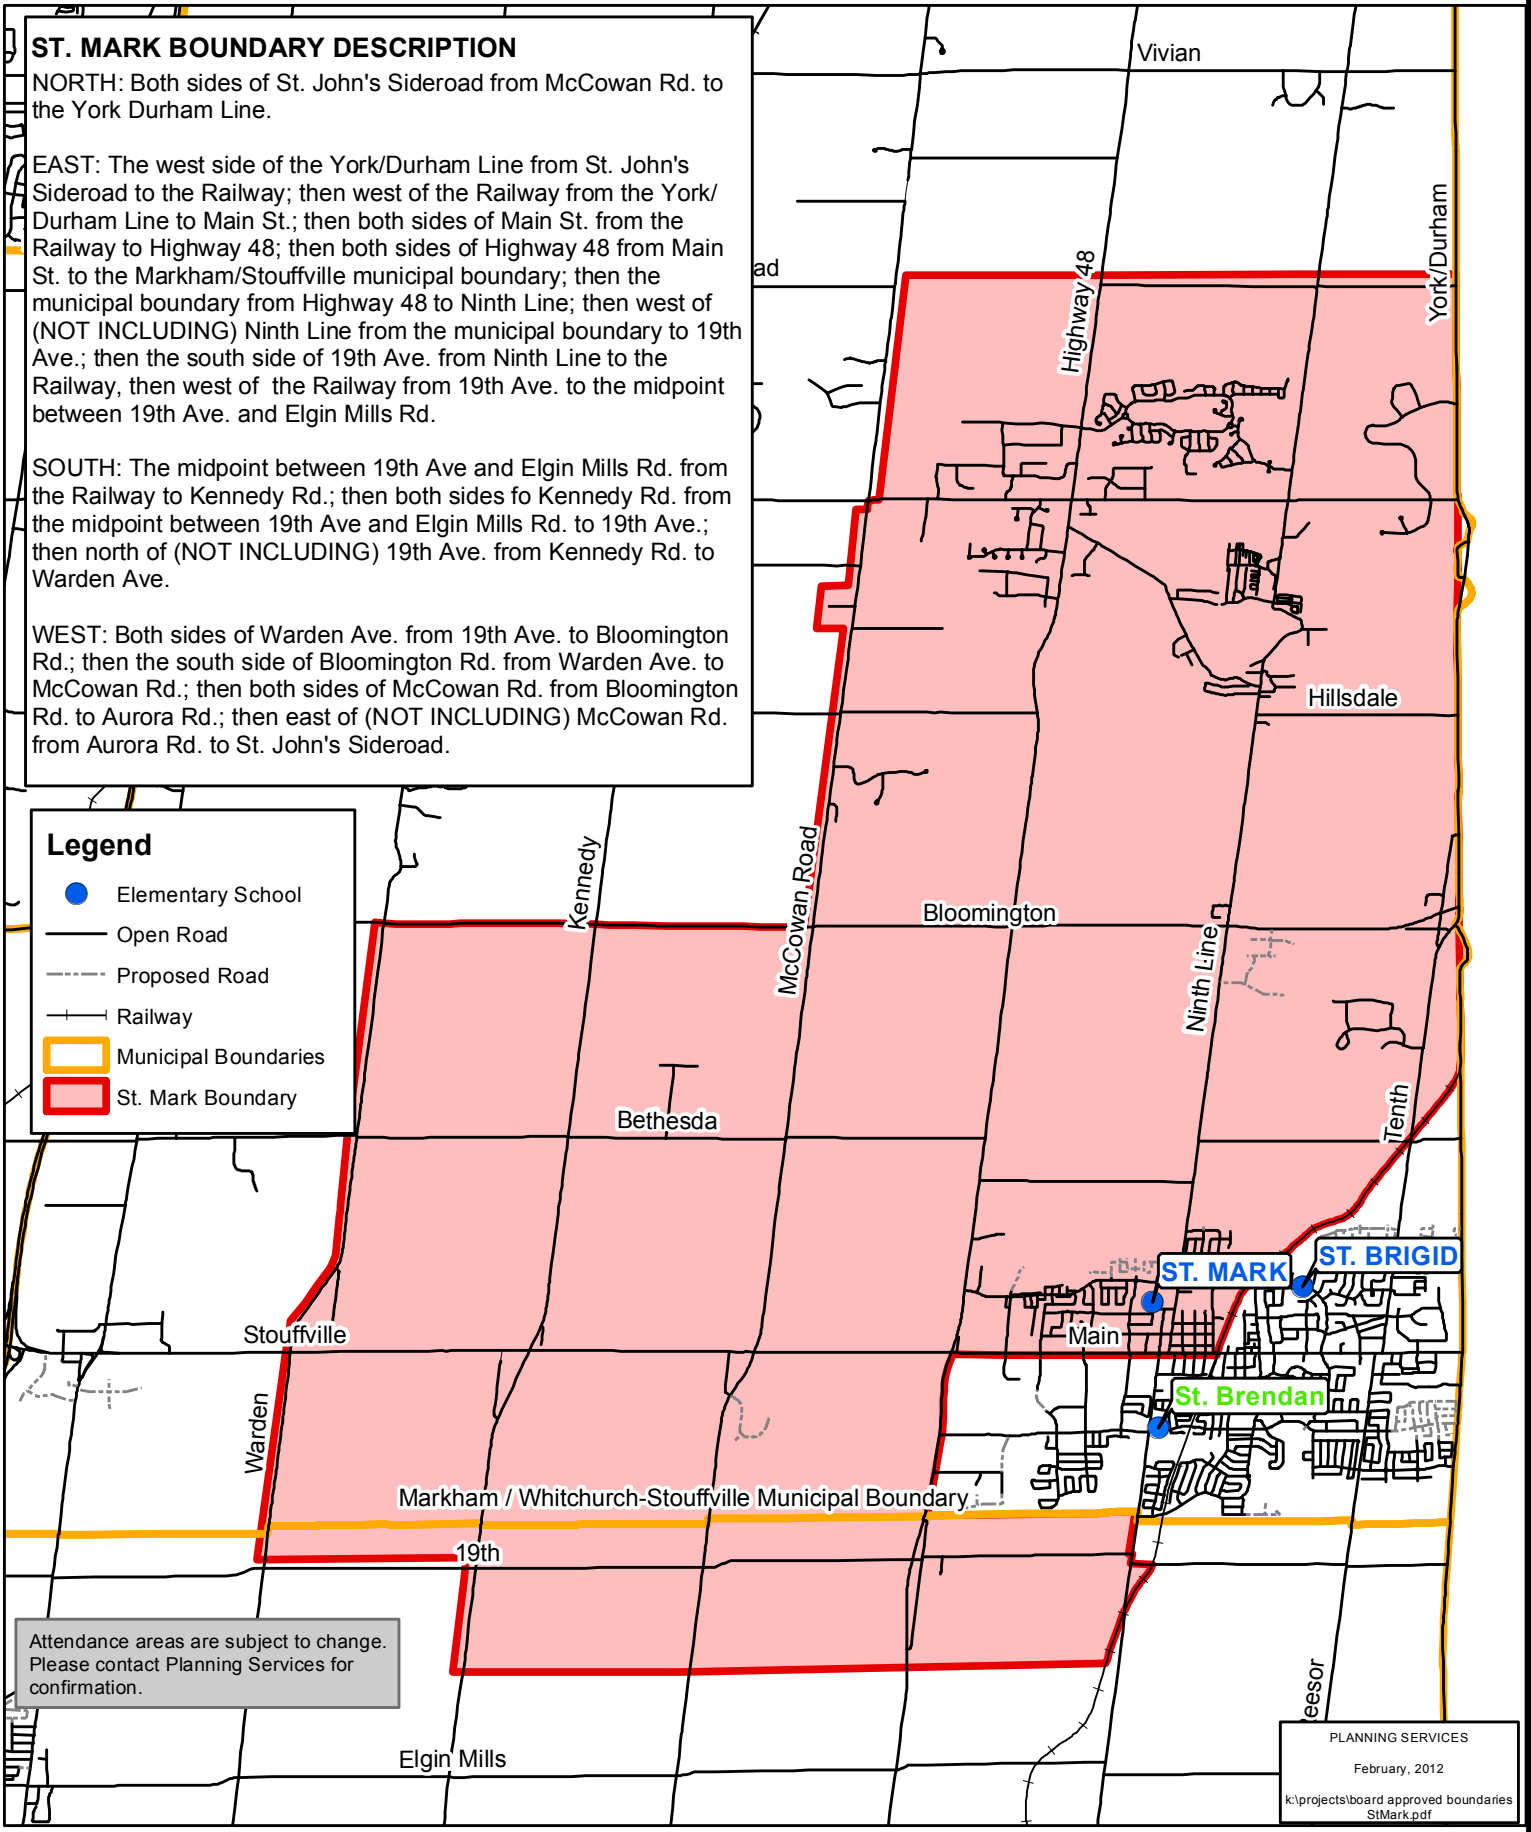 ST. MARK BOUNDARY DESCRIPTION
NORTH: Both sides of St. John's Sideroad from McCowan Rd. to
the York Durham Line.
EAST: The west side of the York/Durham Line from St. John's
Sideroad to the Railway; then west of the Railway from the York/
Durham Line to Main St.; then both sides of Main St. from the
Railway to Highway 48; then both sides of Highway 48 from Main
St. to the Markham/Stouffville municipal boundary; then the
municipal boundary from Highway 48 to Ninth Line; then west of
(NOT INCLUDING) Ninth Line from the municipal boundary to 19th
Ave.; then the south side of 19th Ave. from Ninth Line to the
Railway, then west of  the Railway from 19th Ave. to the midpoint
between 19th Ave. and Elgin Mills Rd.
SOUTH: The midpoint between 19th Ave and Elgin Mills Rd. from
the Railway to Kennedy Rd.; then both sides fo Kennedy Rd. from
the midpoint between 19th Ave and Elgin Mills Rd. to 19th Ave.;
then north of (NOT INCLUDING) 19th Ave. from Kennedy Rd. to
Warden Ave.
WEST: Both sides of Warden Ave. from 19th Ave. to Bloomington
Rd.; then the south side of Bloomington Rd. from Warden Ave. to
McCowan Rd.; then both sides of McCowan Rd. from Bloomington
Rd. to Aurora Rd.; then east of (NOT INCLUDING) McCowan Rd.
from Aurora Rd. to St. John's Sideroad.
Vivian
York/Durham
Highway 48
ad
Hillsdale
Legend
Elementary School
Open Road
Proposed Road
Railway
Municipal Boundaries
St. Mark Boundary
Kennedy
McCowan Road
Bloomington
Ninth Line
Bethesda
Tenth
ST. MARK
ST. BRIGID
Stouffville
Main
St. Brendan
Warden
Markham / Whitchurch-Stouffville Municipal Boundary
19th
Attendance areas are subject to change.
Please contact Planning Services for
confirmation.
eesor
Elgin Mills
PLANNING SERVICES
February, 2012
k:\projects\board approved boundaries
StMark.pdf